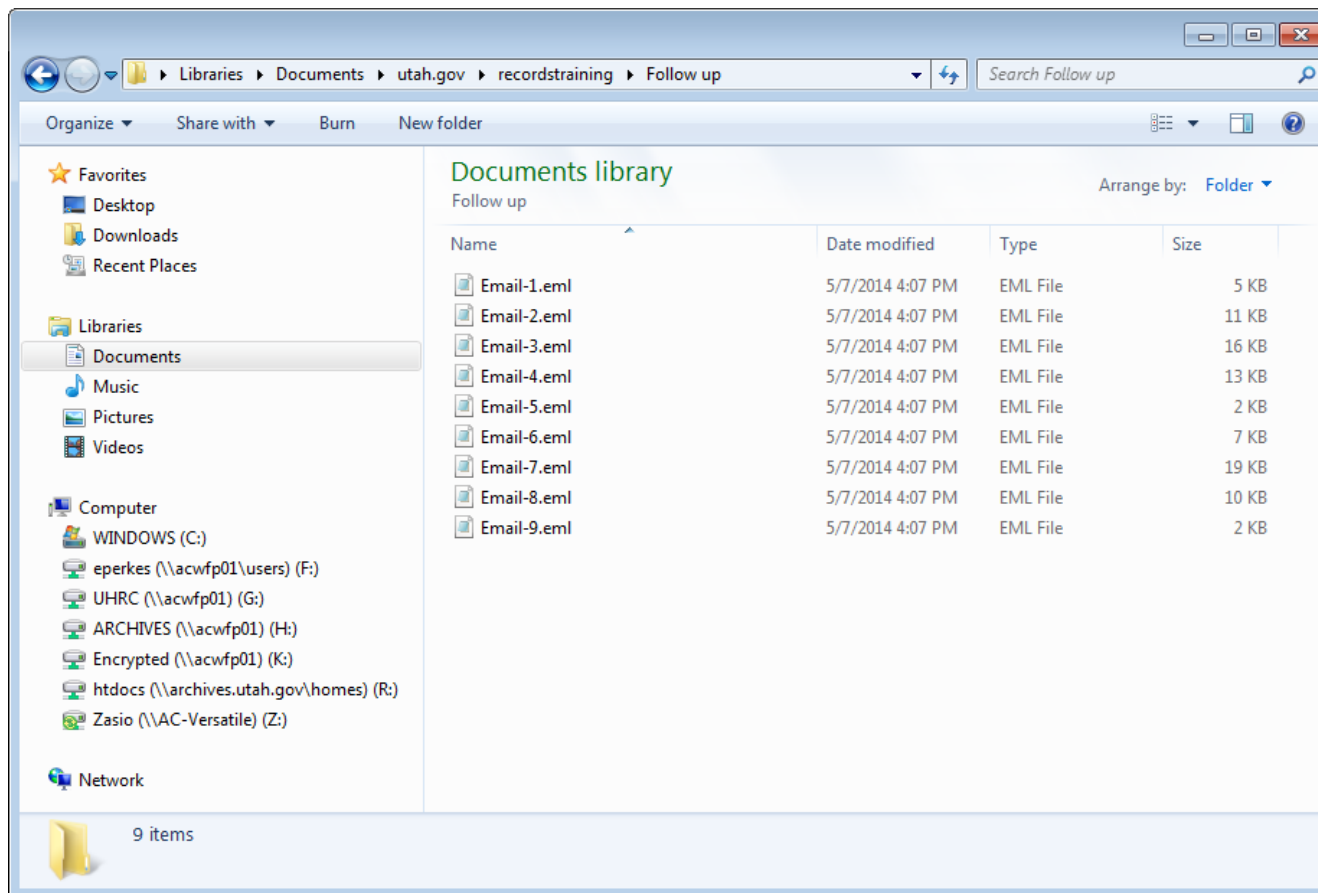 Libraries Documents utah.gov recordstraining Follow up Search Follow up
Organize Share with Burn New folder
Favorites
Desktop
Downloads
Recent Places
Libraries
Documents
Music
Pictures
Videos
Computer
WINDOWS (C:)
eperkes (\\acwfp01\users) (F:)
UHRC (\\acwfp01) (G:)
ARCHIVES (\\acwfp01) (H:)
Encrypted (\\acwfp01) (K:)
htdocs (\\archives.utah.gov\homes) (R:)
Zasio (\\AC-Versatile) (Z:)
Network
Documents library
Follow up
Arrange by: Folder
Name Date modified Type Size
Email-1.eml 5/7/2014 4:07 PM EML File 5 KB
Email-2.eml 5/7/2014 4:07 PM EML File 11 KB
Email-3.eml 5/7/2014 4:07 PM EML File 16 KB
Email-4.eml 5/7/2014 4:07 PM EML File 13 KB
Email-5.eml 5/7/2014 4:07 PM EML File 2 KB
Email-6.eml 5/7/2014 4:07 PM EML File 7 KB
Email-7.eml 5/7/2014 4:07 PM EML File 19 KB
Email-8.eml 5/7/2014 4:07 PM EML File 10 KB
Email-9.eml 5/7/2014 4:07 PM EML File 2 KB
9 items